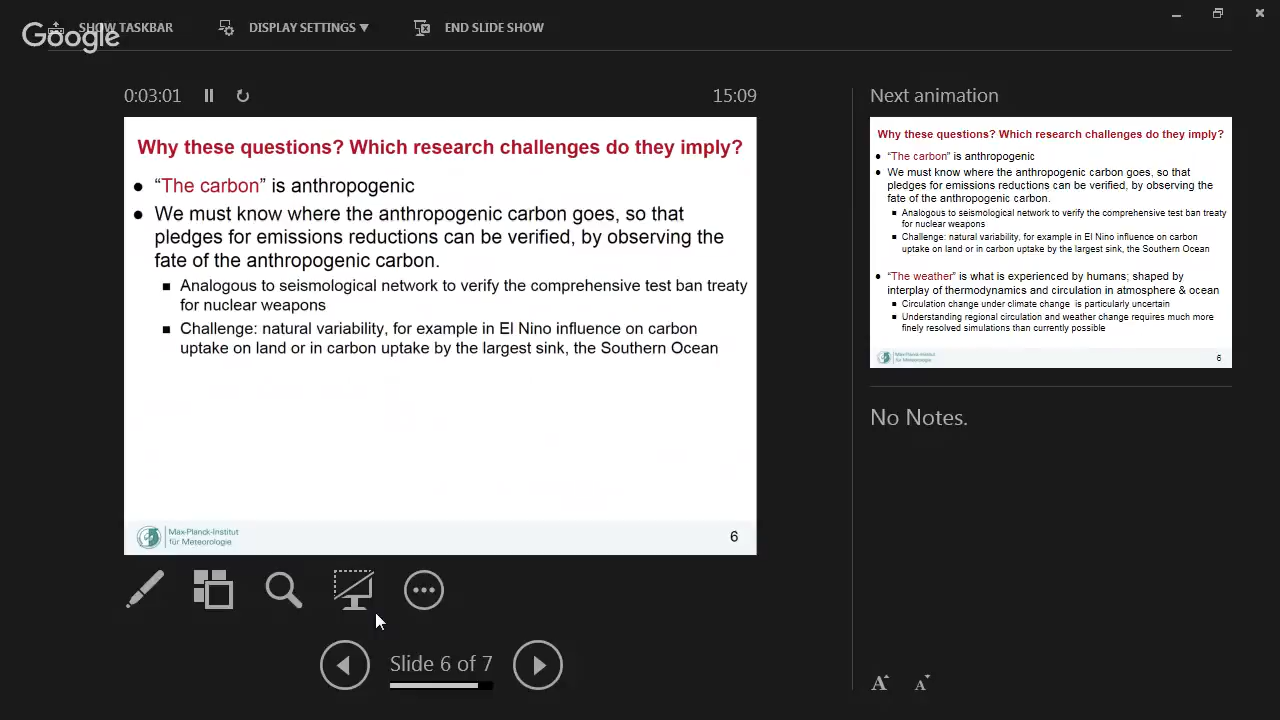 Google
SHOW TASKBAR
DISPLAY SETTINGS
END SLIDE SHOW
0:03:01
15:09
Why these questions? Which research challenges do they imply?
● “The carbon” is anthropogenic
● We must know where the anthropogenic carbon goes, so that
pledges for emissions reductions can be verified, by observing the
fate of the anthropogenic carbon.
■ Analogous to seismological network to verify the comprehensive test ban treaty
for nuclear weapons
■ Challenge: natural variability, for example in El Nino influence on carbon
uptake on land or in carbon uptake by the largest sink, the Southern Ocean
Max-Planck-Institut
für Meteorologie
6
Slide 6 of 7
Next animation
Why these questions? Which research challenges do they imply?
● “The carbon” is anthropogenic
● We must know where the anthropogenic carbon goes, so that
pledges for emissions reductions can be verified, by observing the
fate of the anthropogenic carbon.
■ Analogous to seismological network to verify the comprehensive test ban treaty
for nuclear weapons
■ Challenge: natural variability, for example in El Nino influence on carbon
uptake on land or in carbon uptake by the largest sink, the Southern Ocean
● “The weather” is what is experienced by humans; shaped by
interplay of thermodynamics and circulation in atmosphere & ocean
■ Circulation change under climate change is particularly uncertain
■ Understanding regional circulation and weather change requires much more
finely resolved simulations than currently possible
Max-Planck-Institut
für Meteorologie
6
No Notes.
A A